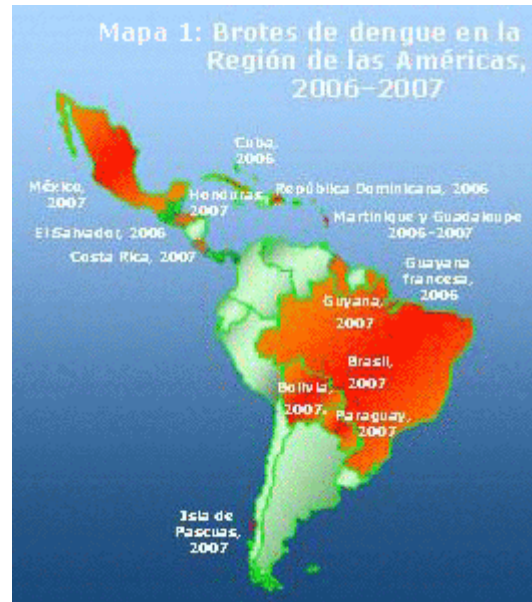 Mapa 1: Brotes de dengue en la
Región de las Américas,
2006–2007
Cuba,
2006
México,
2007
Honduras,
2007
República Dominicana, 2006
Martinique y Guadaloupe
2006-2007
El Salvador, 2006
Costa Rica, 2007
Guayana
francesa,
2006
Guyana,
2007
Brasil,
2007
Bolivia,
2007.
Paraguay,
2007
Isla de
Pascuas,
2007